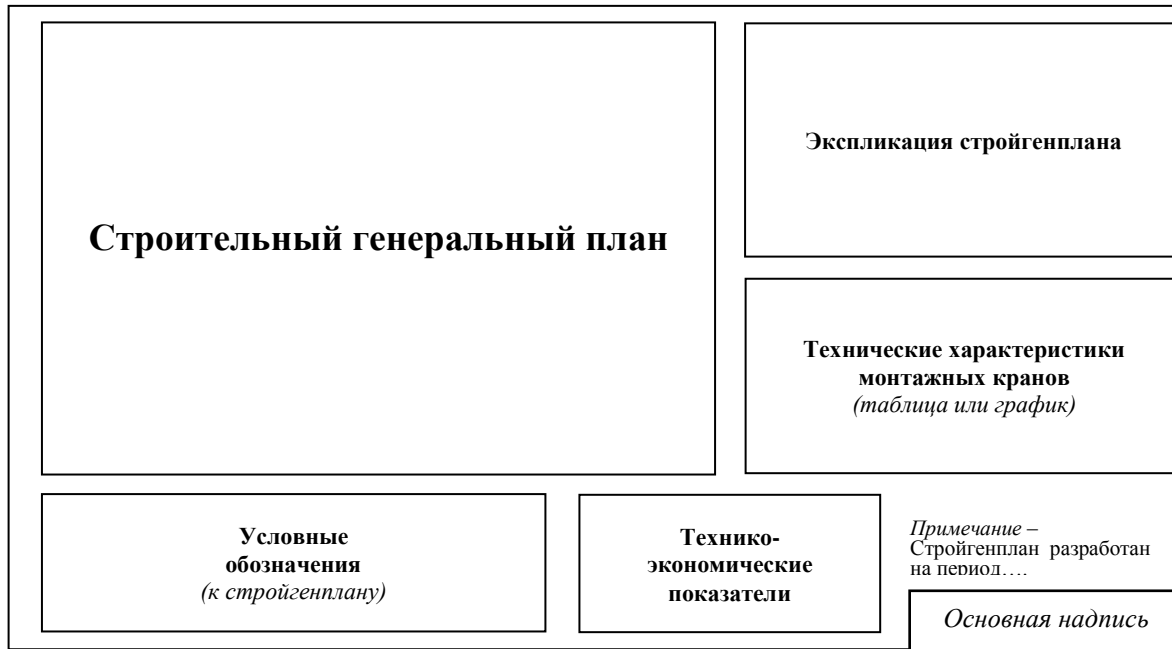 Строительный генеральный план
Экспликация стройгенплана
Технические характеристики
монтажных кранов
(таблица или график)
Условные
обозначения
(к стройгенплану)
Технико-
экономические
показатели
Примечание –
Стройгенплан разработан
на период….
Основная надпись